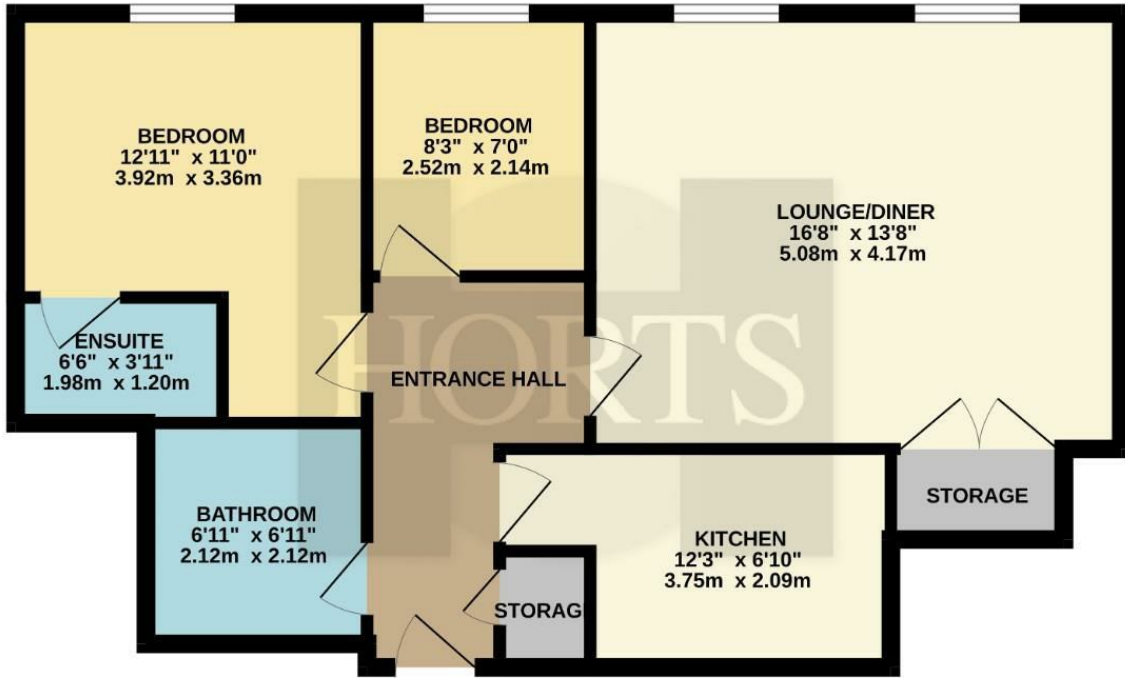 BEDROOM
12'11" x 11'0"
3.92m x 3.36m
BEDROOM
8'3" x 7'0"
2.52m x 2.14m
LOUNGE/DINER
16'8" x 13'8"
5.08m x 4.17m
ENSUITE
6'6" x 3'11"
1.98m x 1.20m
ENTRANCE HALL
HORTS
BATHROOM
6'11" x 6'11"
2.12m x 2.12m
KITCHEN
12'3" x 6'10"
3.75m x 2.09m
STORAGE
STORAG